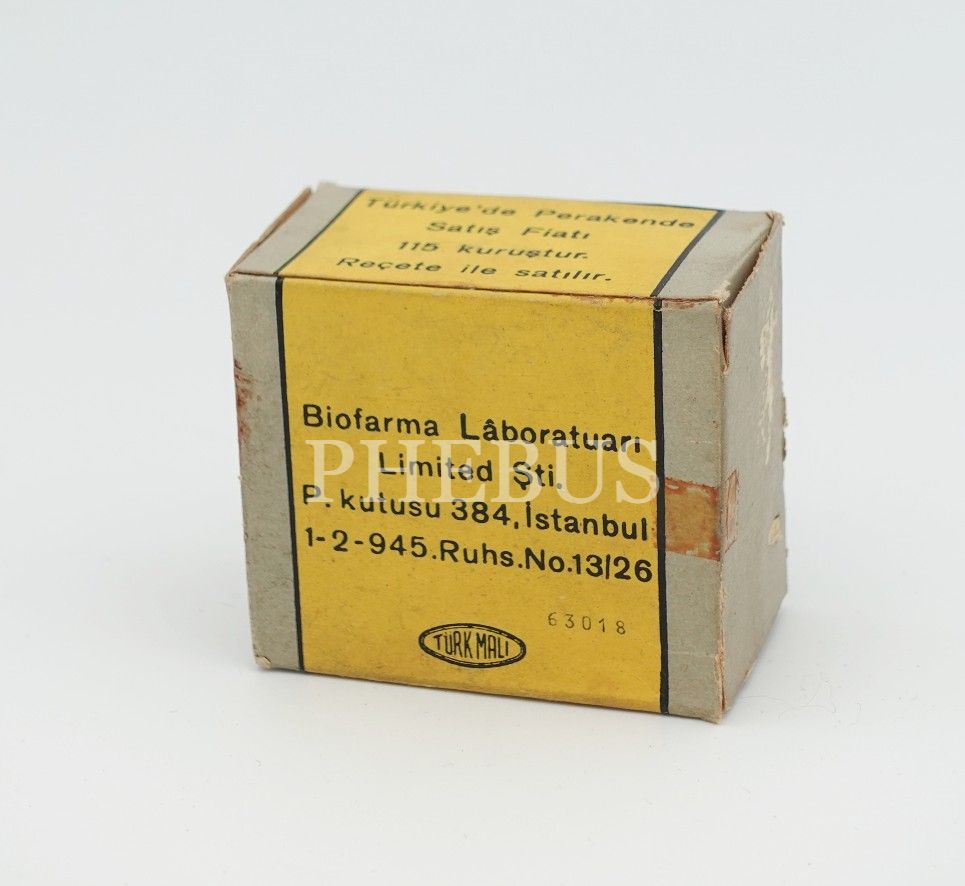 Türkiye'de Perakende
Satış Fiatı
115 kuruştur.
Reçete ile satılır.
Biofarma Lâboratuarı
Limited Şti.
P. kutusu 384, İstanbul
1-2-945. Ruhs. No. 13/26
63018
TÜRK MALI
PHEBUS